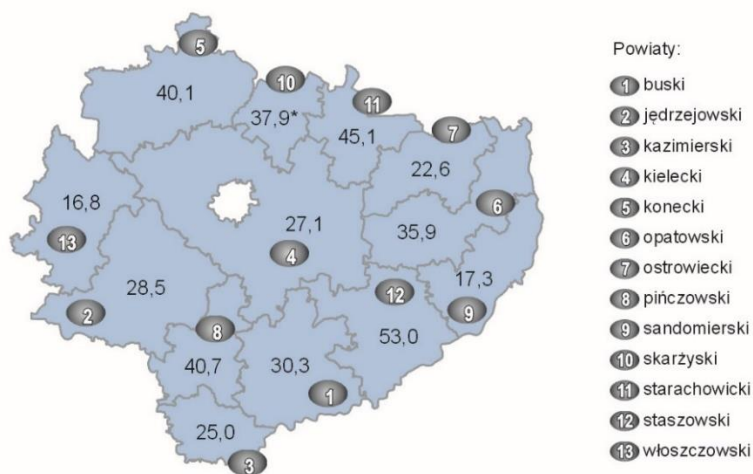 5
10
40,1
11
37,9*
45,1
7
22,6
16,8
6
27,1
35,9
13
4
17,3
28,5
12
2
9
8
53,0
40,7
30,3
1
25,0
3
Powiaty:
1 buski
2 jędrzejowski
3 kazimierski
4 kielecki
5 konecki
6 opatowski
7 ostrowiecki
8 pińczowski
9 sandomierski
10 skarżyski
11 starachowicki
12 staszowski
13 włoszczowski